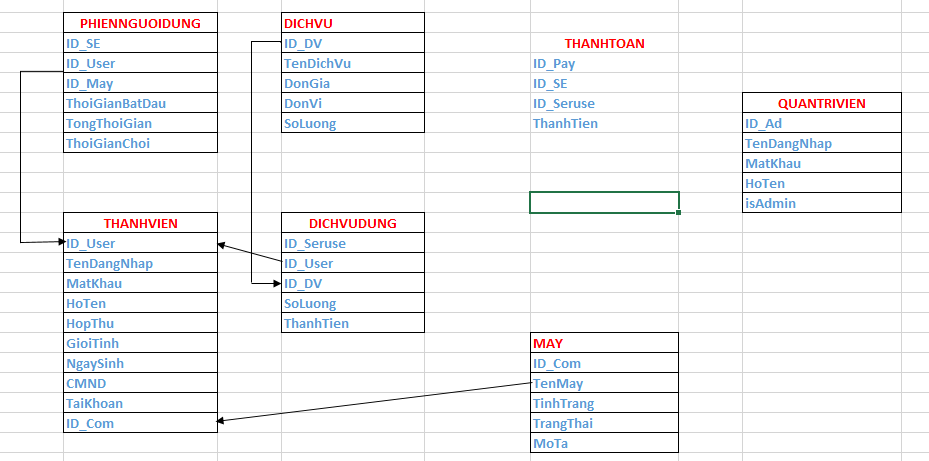 PHIENNGUOIDUNG
ID_SE
ID_User
ID_May
ThoiGianBatDau
TongThoiGian
ThoiGianChoi
DICHVU
ID_DV
TenDichVu
DonGia
DonVi
SoLuong
THANHTOAN
ID_Pay
ID_SE
ID_Seruse
ThanhTien
QUANTRIVIEN
ID_Ad
TenDangNhap
MatKhau
HoTen
isAdmin
THANHVIEN
ID_User
TenDangNhap
MatKhau
HoTen
HopThu
GioiTinh
NgaySinh
CMND
TaiKhoan
ID_Com
DICHVUDUNG
ID_Seruse
ID_User
ID_DV
SoLuong
ThanhTien
MAY
ID_Com
TenMay
TinhTrang
TrangThai
MoTa